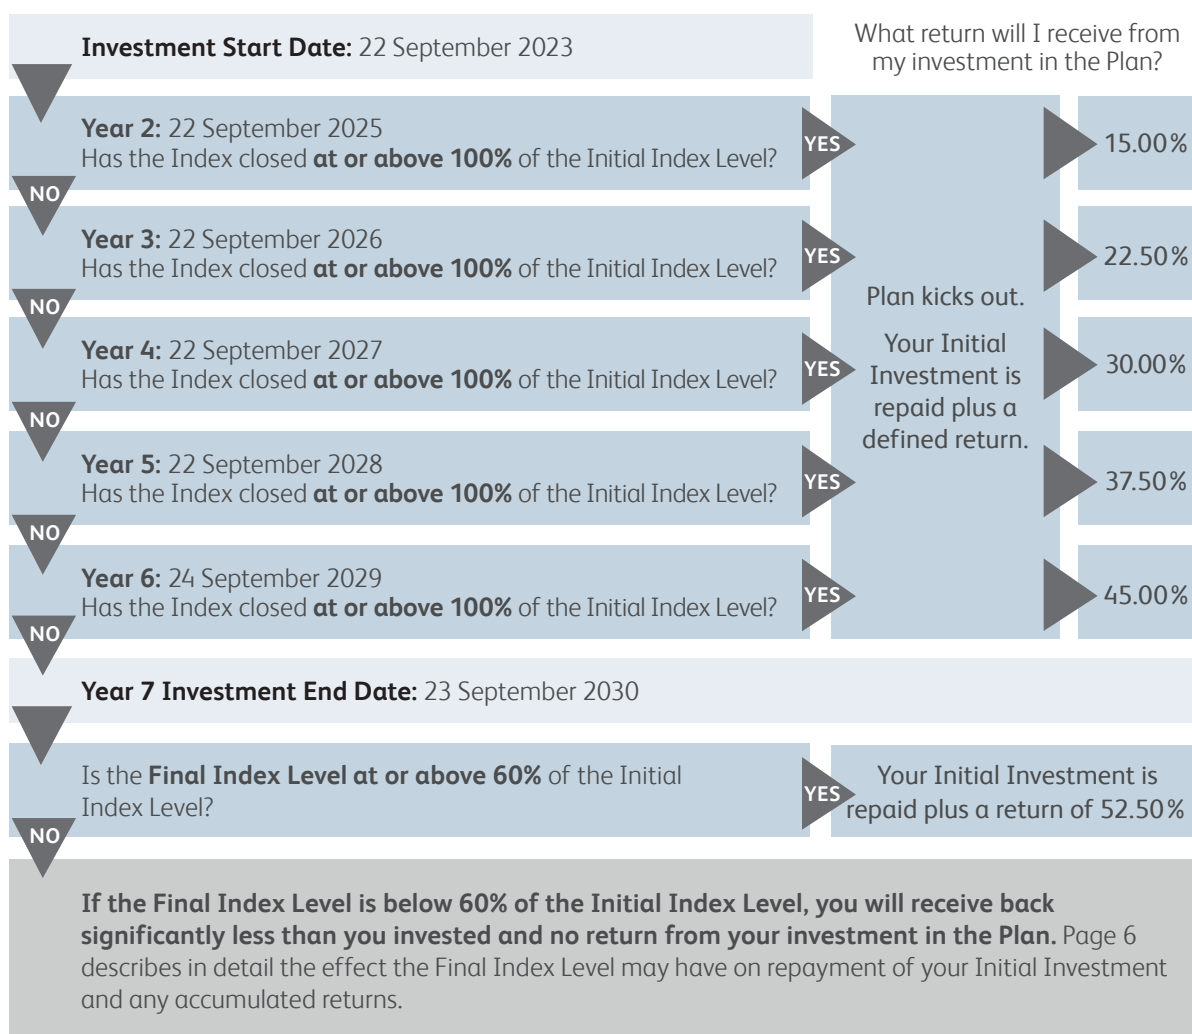 Investment Start Date: 22 September 2023
What return will I receive from
my investment in the Plan?
Year 2: 22 September 2025
Has the Index closed at or above 100% of the Initial Index Level?
YES
15.00%
NO
Year 3: 22 September 2026
Has the Index closed at or above 100% of the Initial Index Level?
YES
22.50%
NO
Year 4: 22 September 2027
Has the Index closed at or above 100% of the Initial Index Level?
YES
30.00%
NO
Year 5: 22 September 2028
Has the Index closed at or above 100% of the Initial Index Level?
YES
37.50%
NO
Year 6: 24 September 2029
Has the Index closed at or above 100% of the Initial Index Level?
YES
45.00%
NO
Plan kicks out.
Your Initial
Investment is
repaid plus a
defined return.
Year 7 Investment End Date: 23 September 2030
Is the Final Index Level at or above 60% of the Initial
Index Level?
YES
Your Initial Investment is
repaid plus a return of 52.50%
NO
If the Final Index Level is below 60% of the Initial Index Level, you will receive back
significantly less than you invested and no return from your investment in the Plan. Page 6
describes in detail the effect the Final Index Level may have on repayment of your Initial Investment
and any accumulated returns.